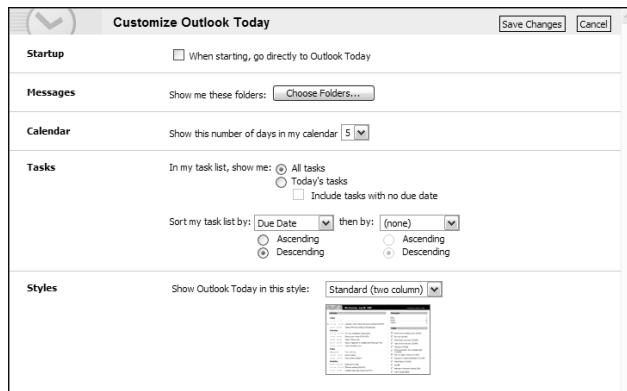 Customize Outlook Today
Save Changes
Cancel
Startup
When starting, go directly to Outlook Today
Messages
Show me these folders:
Choose Folders...
Calendar
Show this number of days in my calendar 5
Tasks
In my task list, show me:
All tasks
Today's tasks
Include tasks with no due date
Sort my task list by: Due Date then by: (none)
Ascending Ascending
Descending Descending
Styles
Show Outlook Today in this style: Standard (two column)